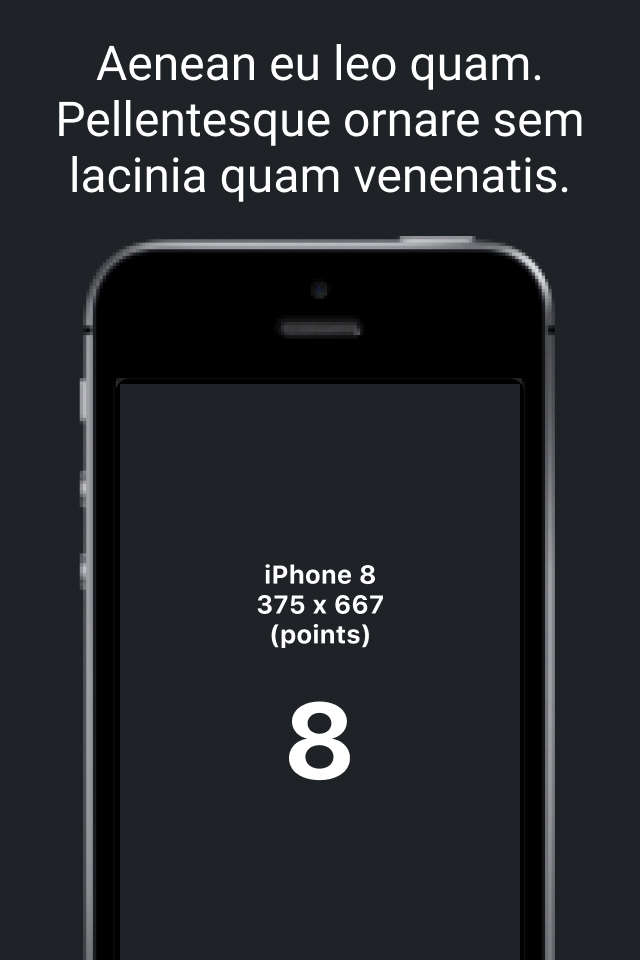 Aenean eu leo quam.
Pellentesque ornare sem
lacinia quam venenatis.
iPhone 8
375 x 667
(points)
8